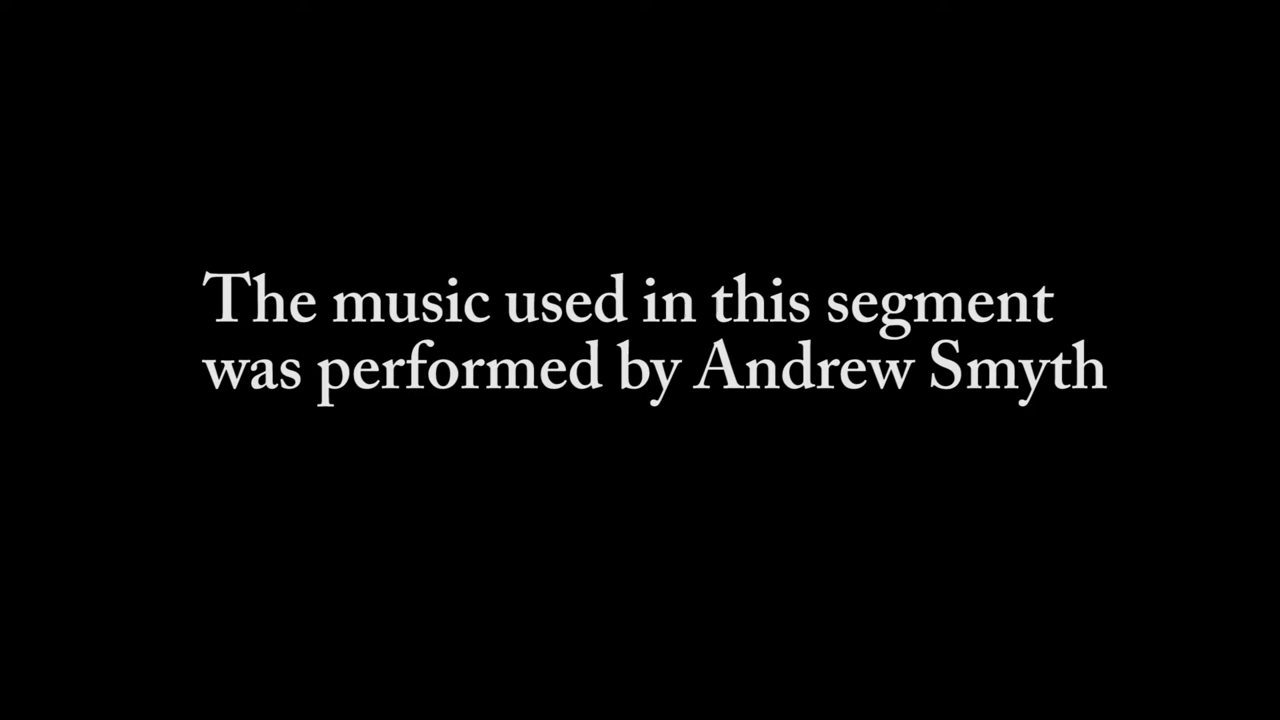 The music used in this segment
was performed by Andrew Smyth